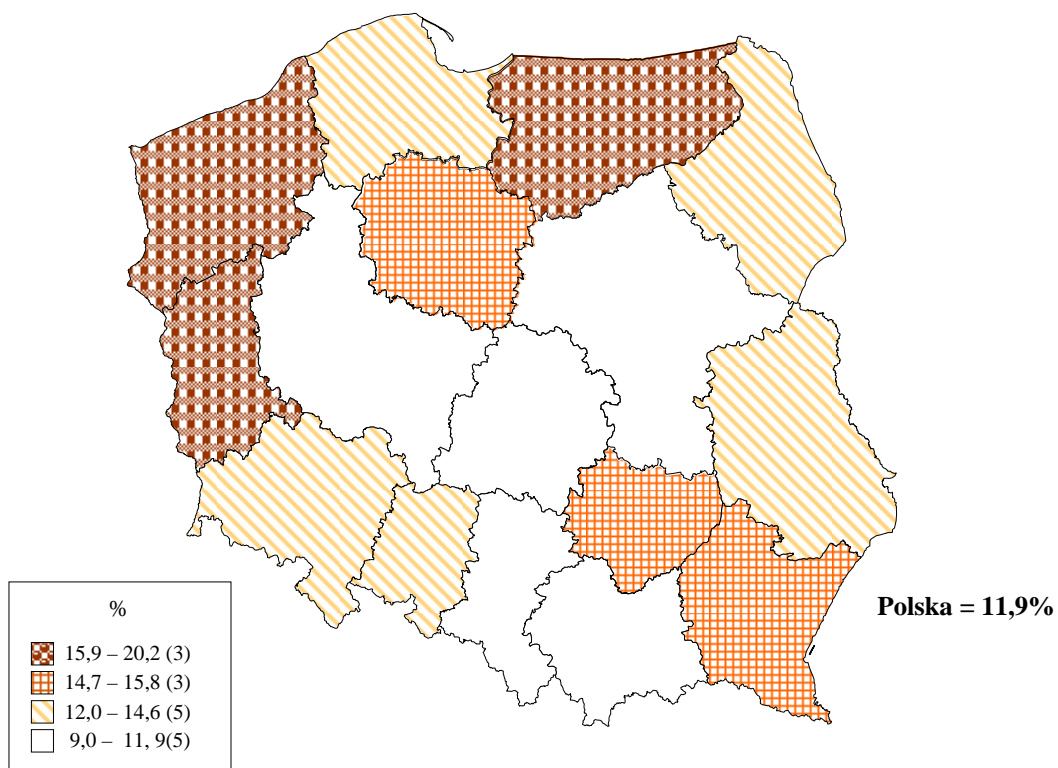 Polska = 11,9%
%
15,9 – 20,2 (3)
14,7 – 15,8 (3)
12,0 – 14,6 (5)
9,0 – 11, 9(5)